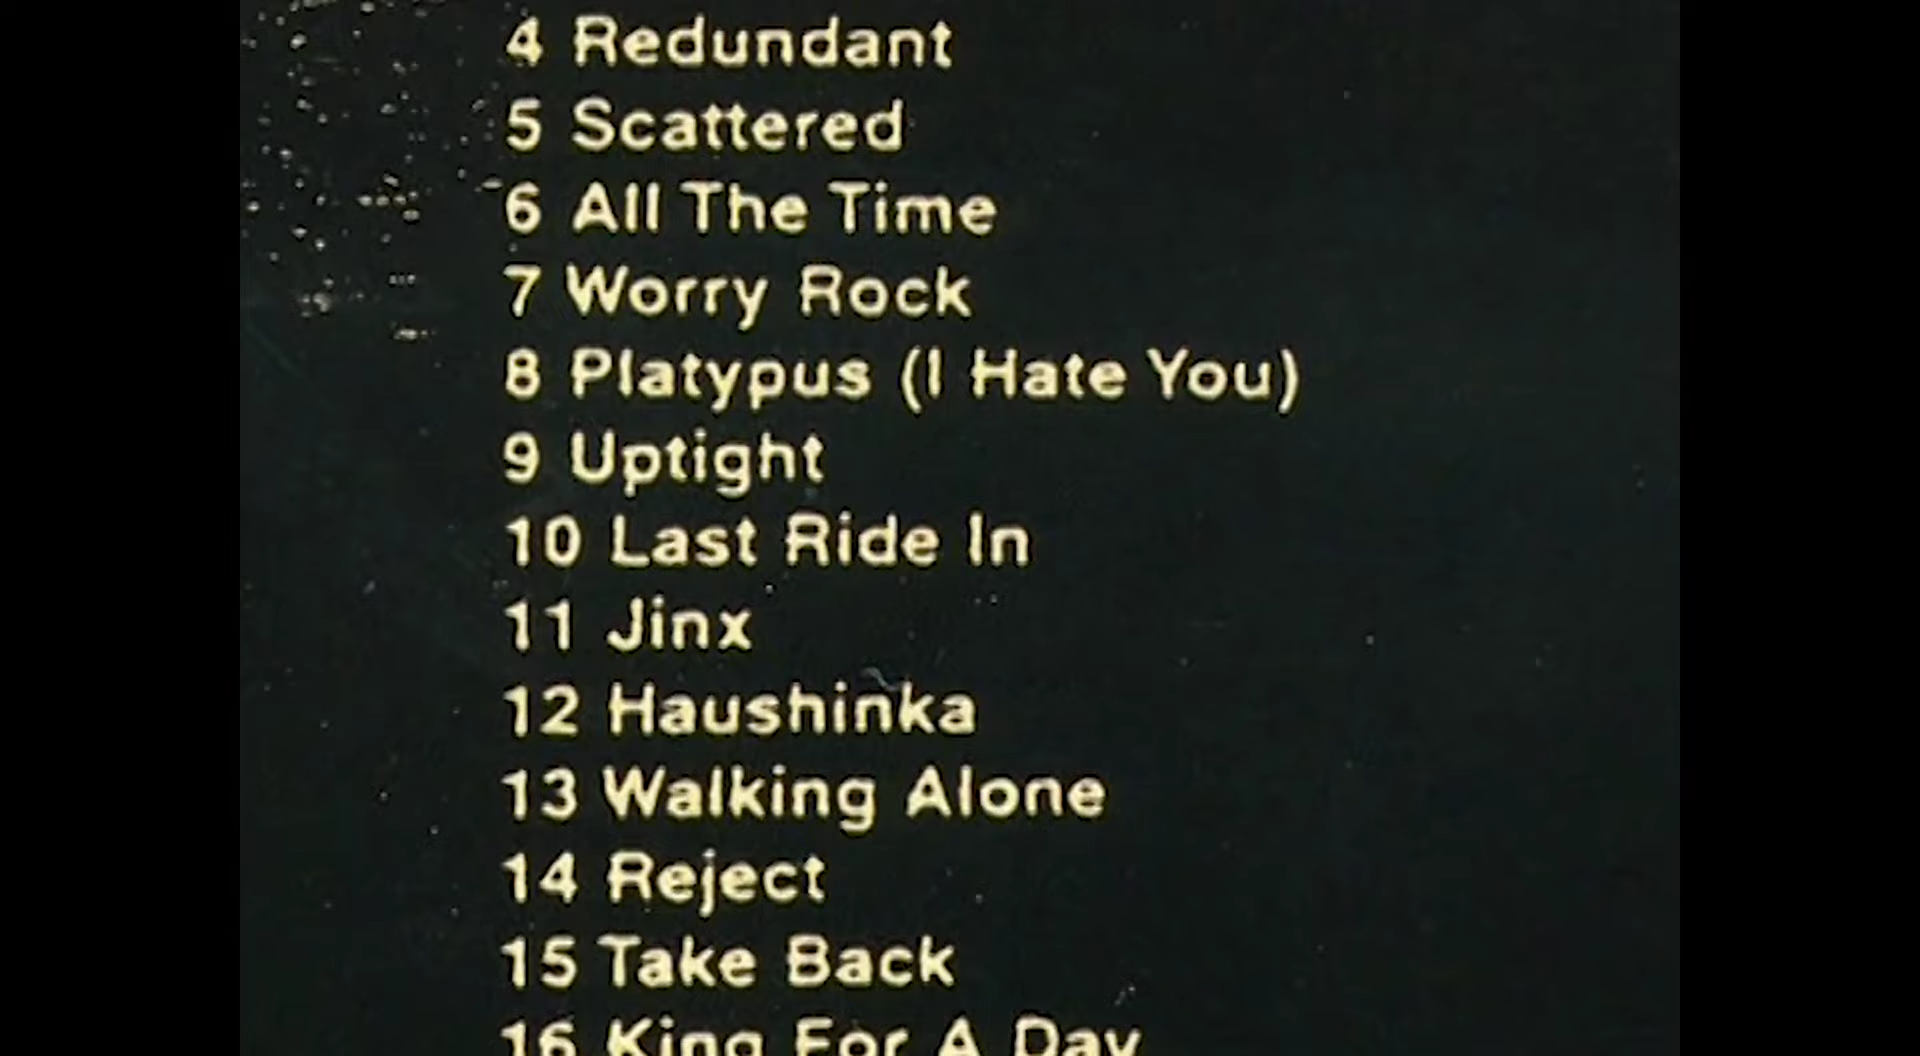 4 Redundant
5 Scattered
6 All The Time
7 Worry Rock
8 Platypus (I Hate You)
9 Uptight
10 Last Ride In
11 Jinx
12 Haushinka
13 Walking Alone
14 Reject
15 Take Back
16 King For A Day